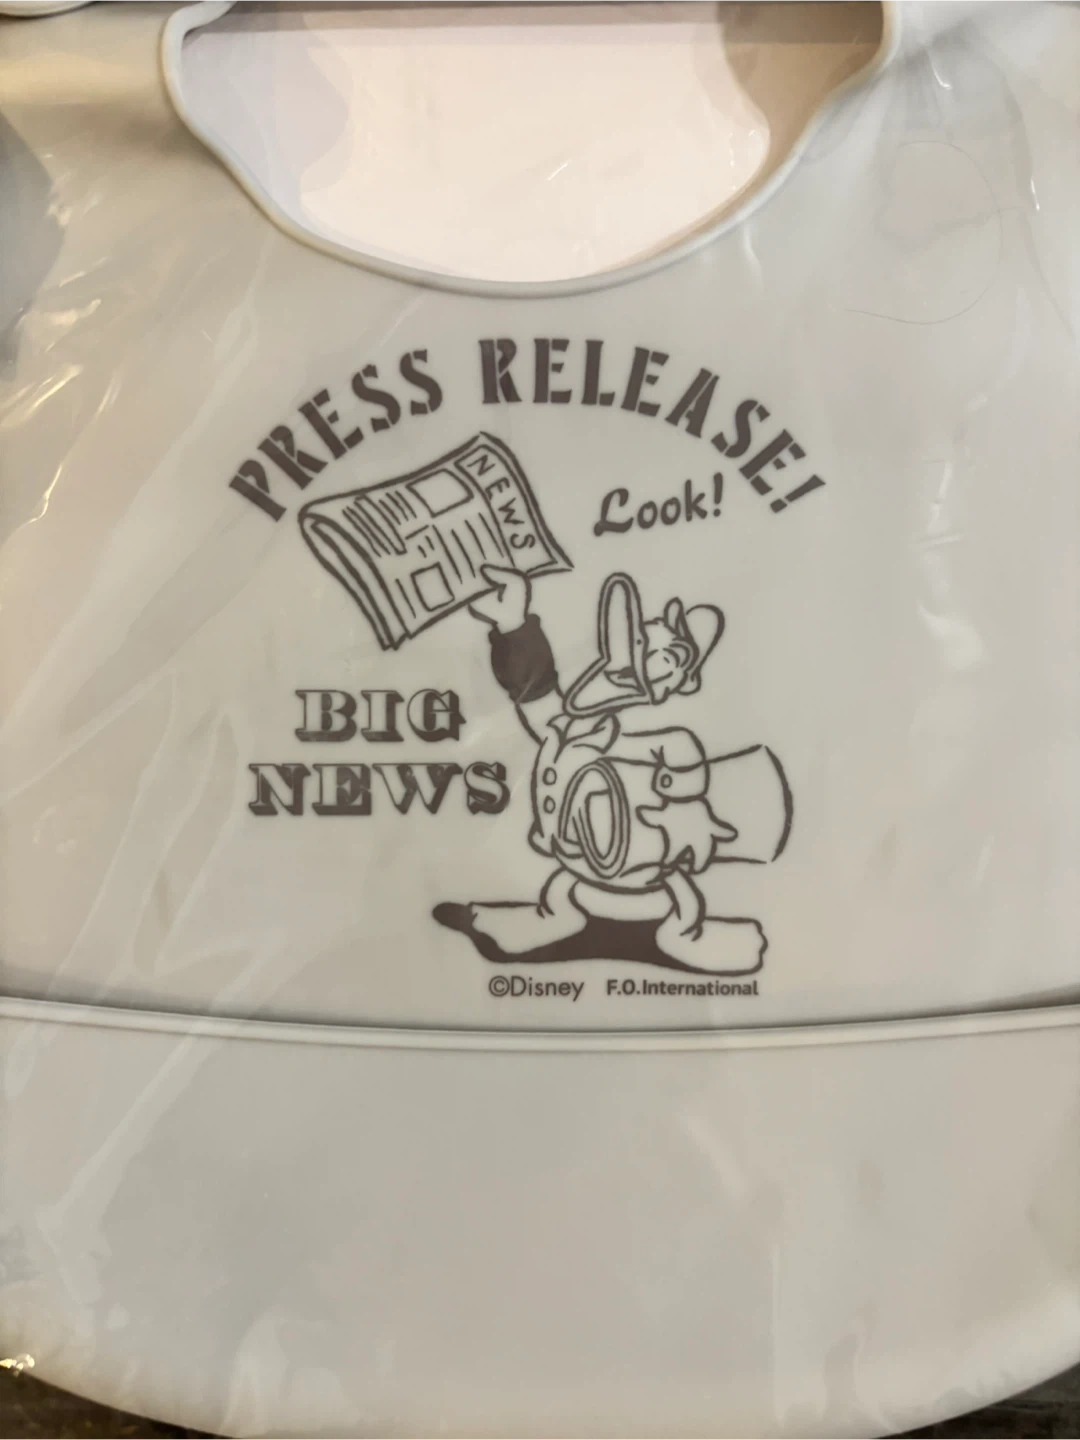 PRESS RELEASE!
NEWS
Look!
BIG
NEWS
©Disney F.O.International